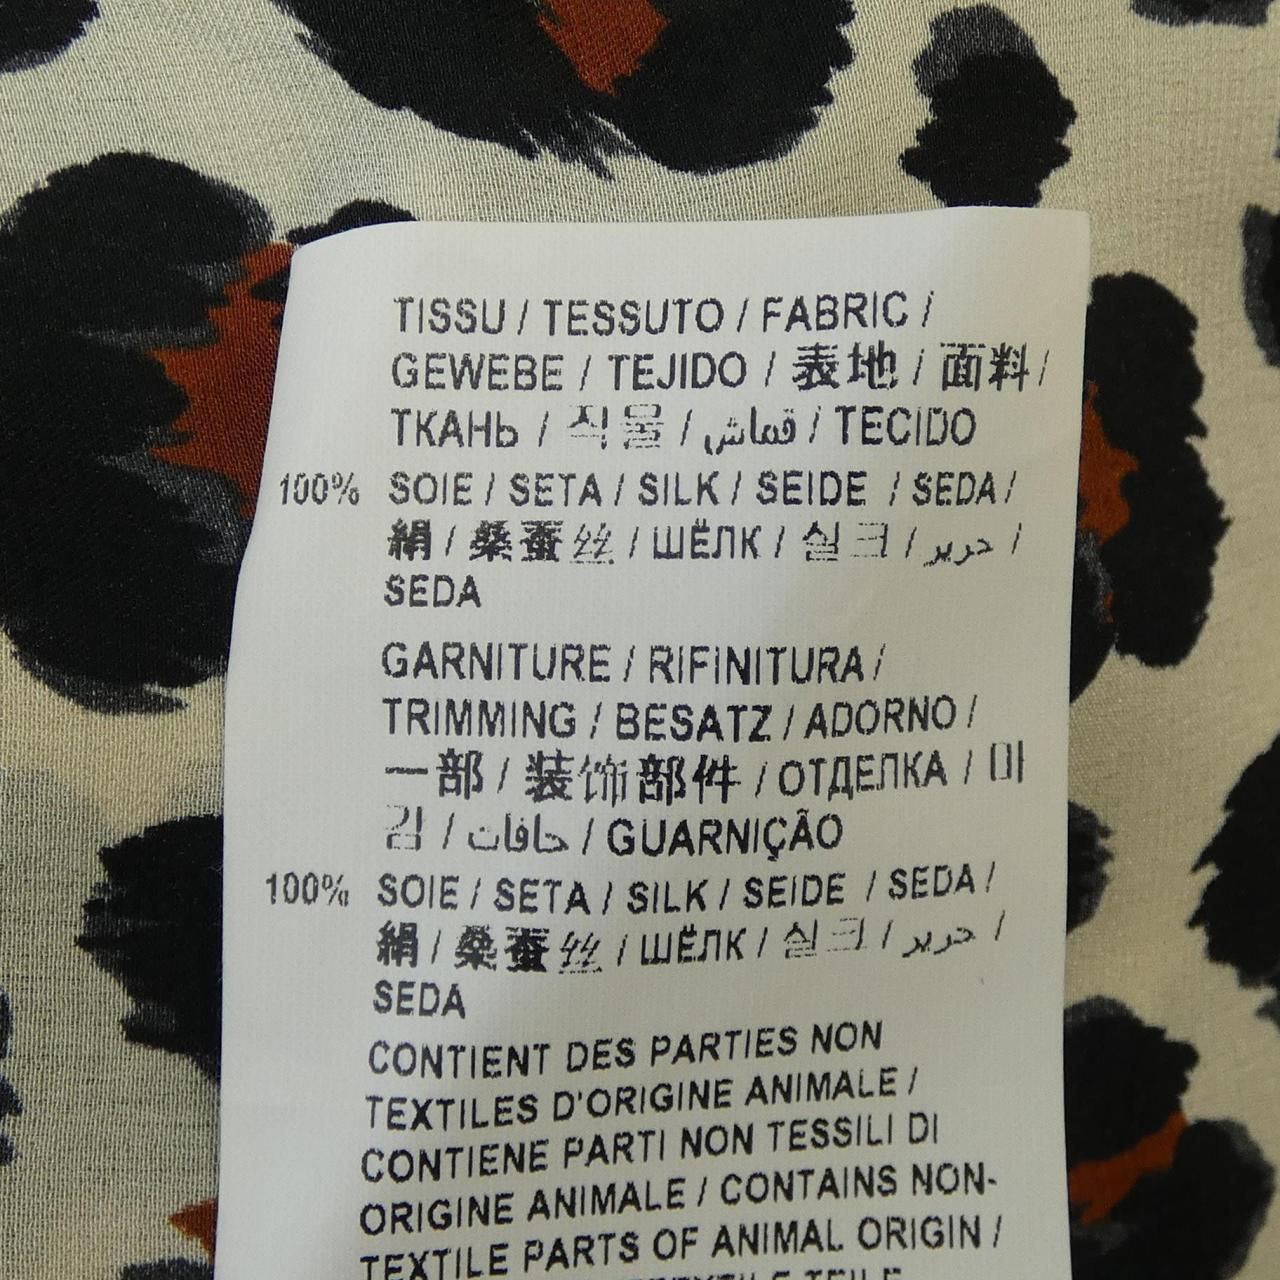 TISSU / TESSUTO / FABRIC /
GEWEBE / TEJIDO / 表地 / 面料 /
ТКАНЬ / 직물 / قماش / TECIDO
100% SOIE / SETA / SILK / SEIDE / SEDA /
絹 / 桑蚕丝 / ШЁЛК / 실크 / حرير /
SEDA
GARNITURE / RIFINITURA /
TRIMMING / BESATZ / ADORNO /
一部 / 装饰部件 / ОТДЕЛКА / 마
감 / حافات / GUARNIÇÃO
100% SOIE / SETA / SILK / SEIDE / SEDA /
絹 / 桑蚕丝 / ШЁЛК / 실크 / حرير /
SEDA
CONTIENT DES PARTIES NON
TEXTILES D'ORIGINE ANIMALE /
CONTIENE PARTI NON TESSILI DI
ORIGINE ANIMALE / CONTAINS NON-
TEXTILE PARTS OF ANIMAL ORIGIN /